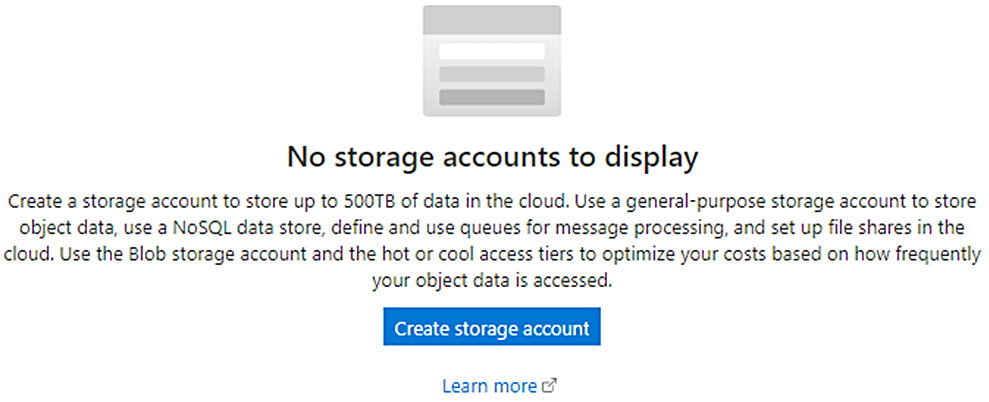 No storage accounts to display
Create a storage account to store up to 500TB of data in the cloud. Use a general-purpose storage account to store
object data, use a NoSQL data store, define and use queues for message processing, and set up file shares in the
cloud. Use the Blob storage account and the hot or cool access tiers to optimize your costs based on how frequently
your object data is accessed.
Create storage account
Learn more